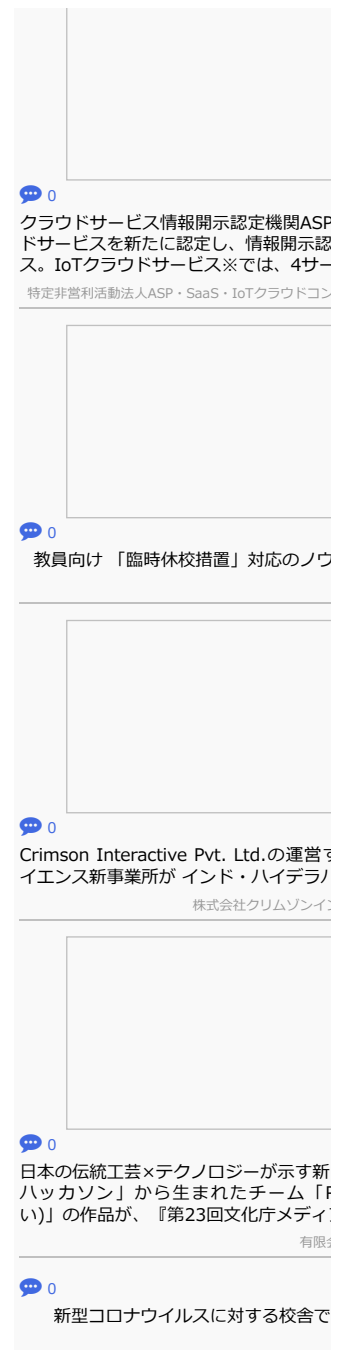 0
クラウドサービス情報開示認定機関ASP
ドサービスを新たに認定し、情報開示認
ス。IoTクラウドサービス※では、4サー
特定非営利活動法人ASP・SaaS・IoTクラウドコン
0
教員向け 「臨時休校措置」対応のノウ
0
Crimson Interactive Pvt. Ltd.の運営す
イエンス新事業所が インド・ハイデラバ
株式会社クリムゾンイン
0
日本の伝統工芸×テクノロジーが示す新
ハッカソン」から生まれたチーム「
い)」の作品が、『第23回文化庁メディ
有限会
0
新型コロナウイルスに対する校舎で